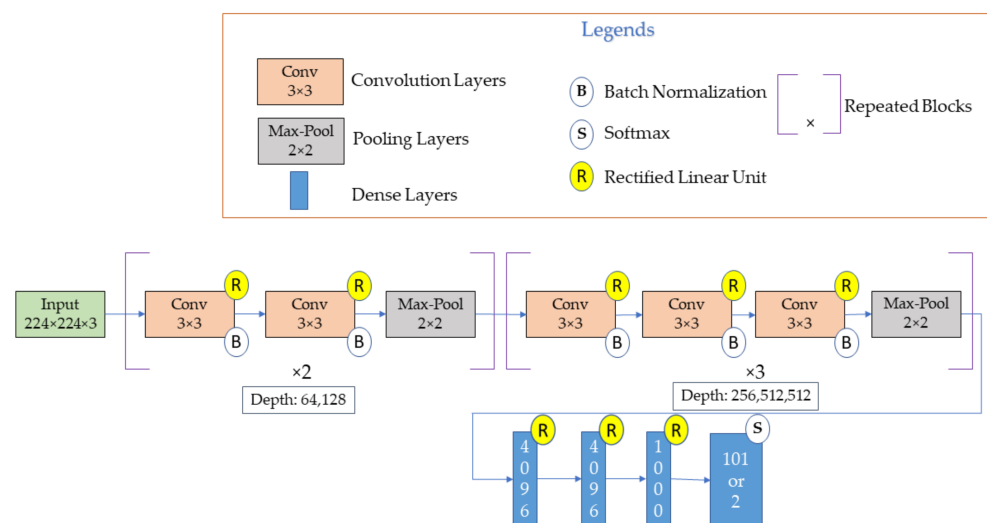 Legends
Conv
3×3
Convolution Layers
Max-Pool
2×2
Pooling Layers
Dense Layers
B
Batch Normalization
S
Softmax
R
Rectified Linear Unit
×
Repeated Blocks
Input
224×224×3
Conv
3×3
R
B
Conv
3×3
R
B
Max-Pool
2×2
×2
Depth: 64,128
Conv
3×3
R
B
Conv
3×3
R
B
Conv
3×3
R
B
Max-Pool
2×2
×3
Depth: 256,512,512
4
0
9
6
R
4
0
9
6
R
1
0
0
0
R
101
or
2
S